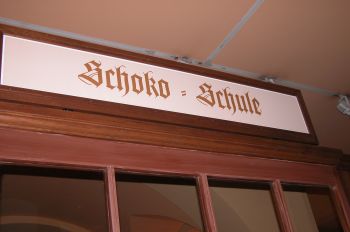 Schoko = Schule